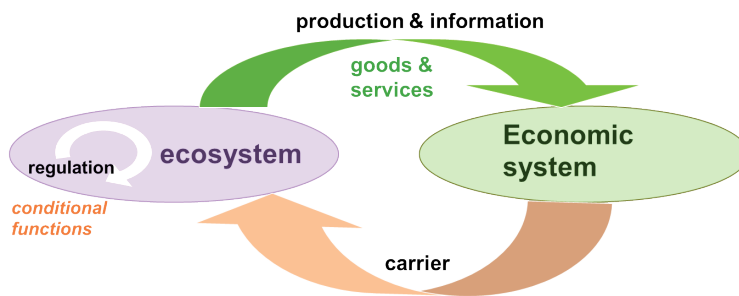 production & information
goods &
services
ecosystem
regulation
conditional
functions
Economic
system
carrier